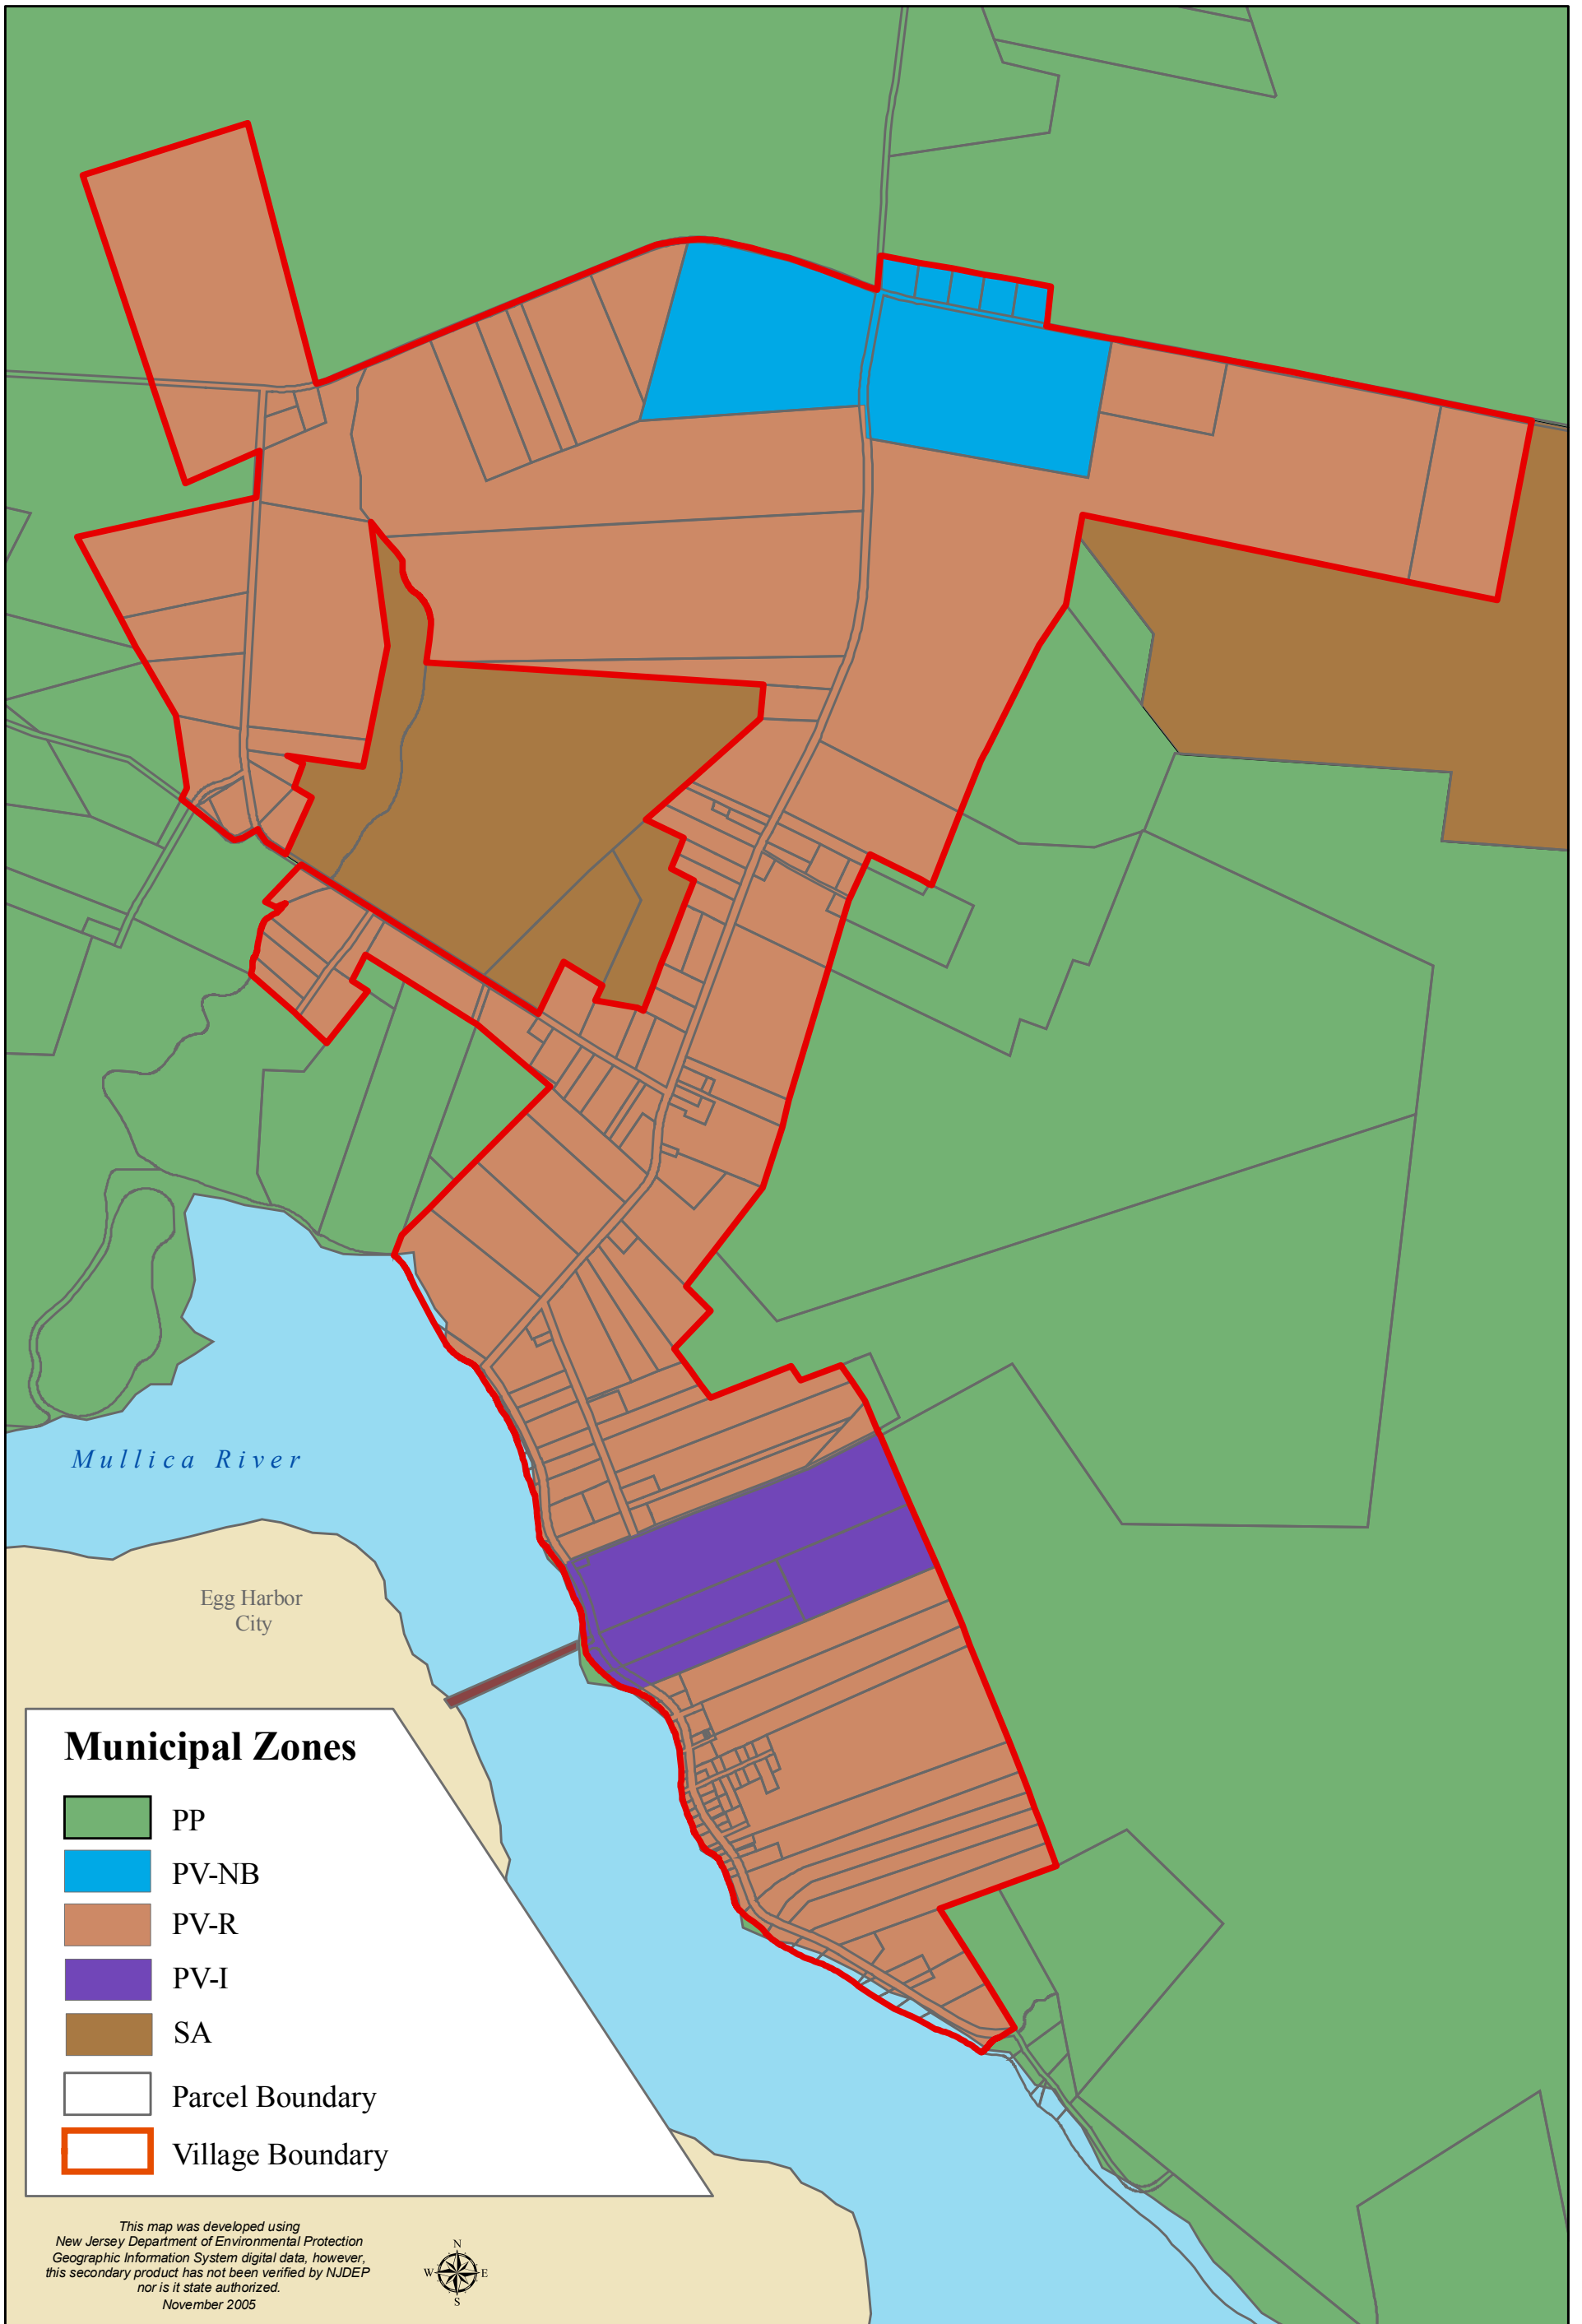 Mullica River
Egg Harbor
City
Municipal Zones
PP
PV-NB
PV-R
PV-I
SA
Parcel Boundary
Village Boundary
This map was developed using
New Jersey Department of Environmental Protection
Geographic Information System digital data, however,
this secondary product has not been verified by NJDEP
nor is it state authorized.
November 2005
N
W E
S